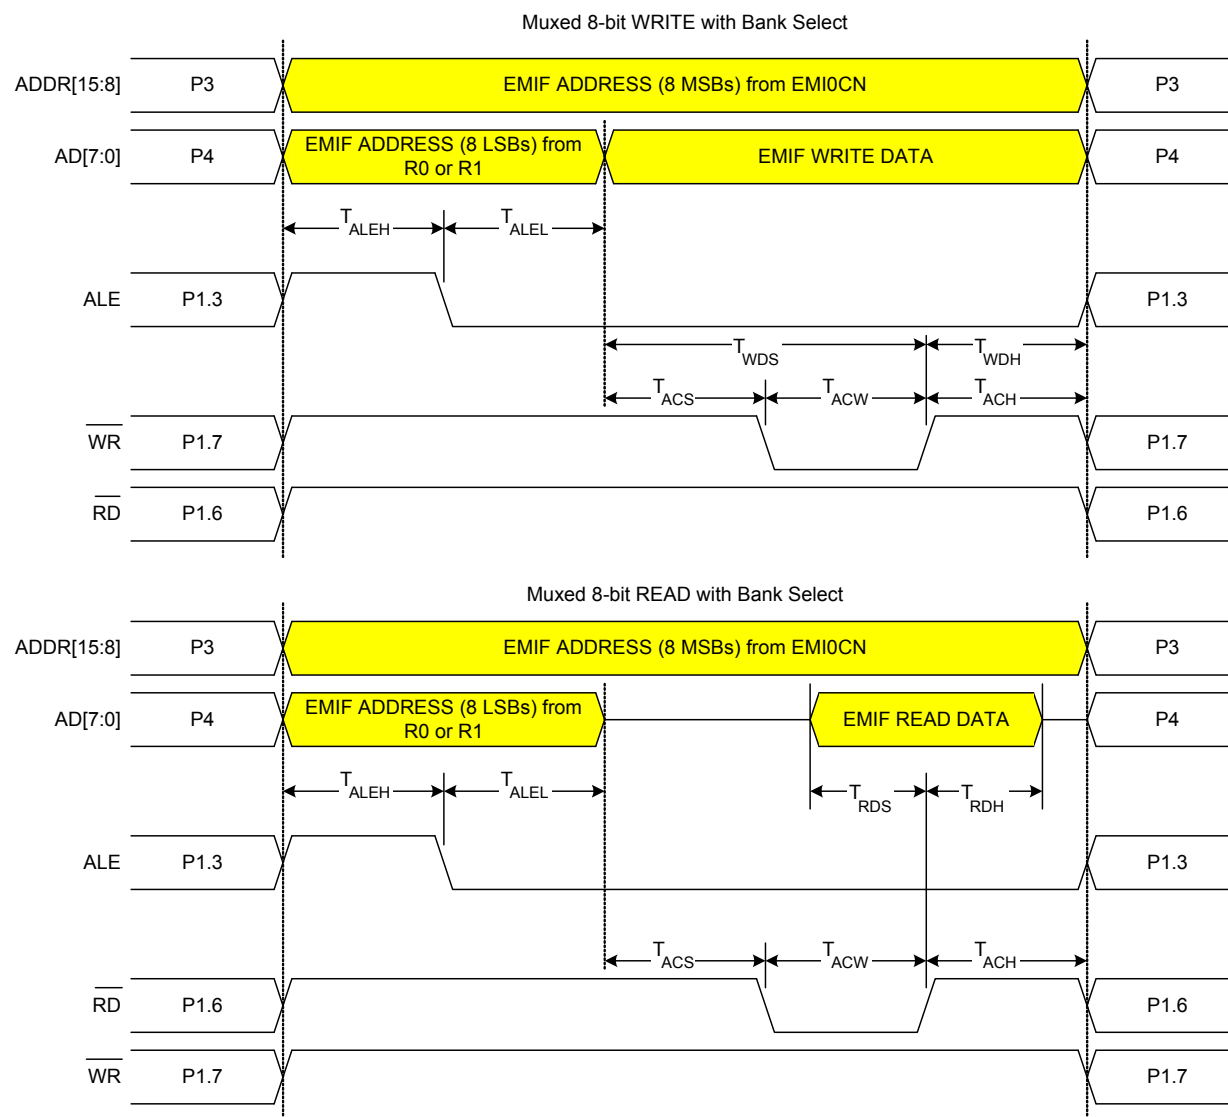 Muxed 8-bit WRITE with Bank Select
ADDR[15:8] P3 EMIF ADDRESS (8 MSBs) from EMI0CN P3
AD[7:0] P4 EMIF ADDRESS (8 LSBs) from
R0 or R1 EMIF WRITE DATA P4
TALEH TALEL
ALE P1.3 P1.3
TWDS TWDH
TACS TACW TACH
WR P1.7 P1.7
RD P1.6 P1.6
Muxed 8-bit READ with Bank Select
ADDR[15:8] P3 EMIF ADDRESS (8 MSBs) from EMI0CN P3
AD[7:0] P4 EMIF ADDRESS (8 LSBs) from
R0 or R1 EMIF READ DATA P4
TALEH TALEL TRDS TRDH
ALE P1.3 P1.3
TACS TACW TACH
RD P1.6 P1.6
WR P1.7 P1.7